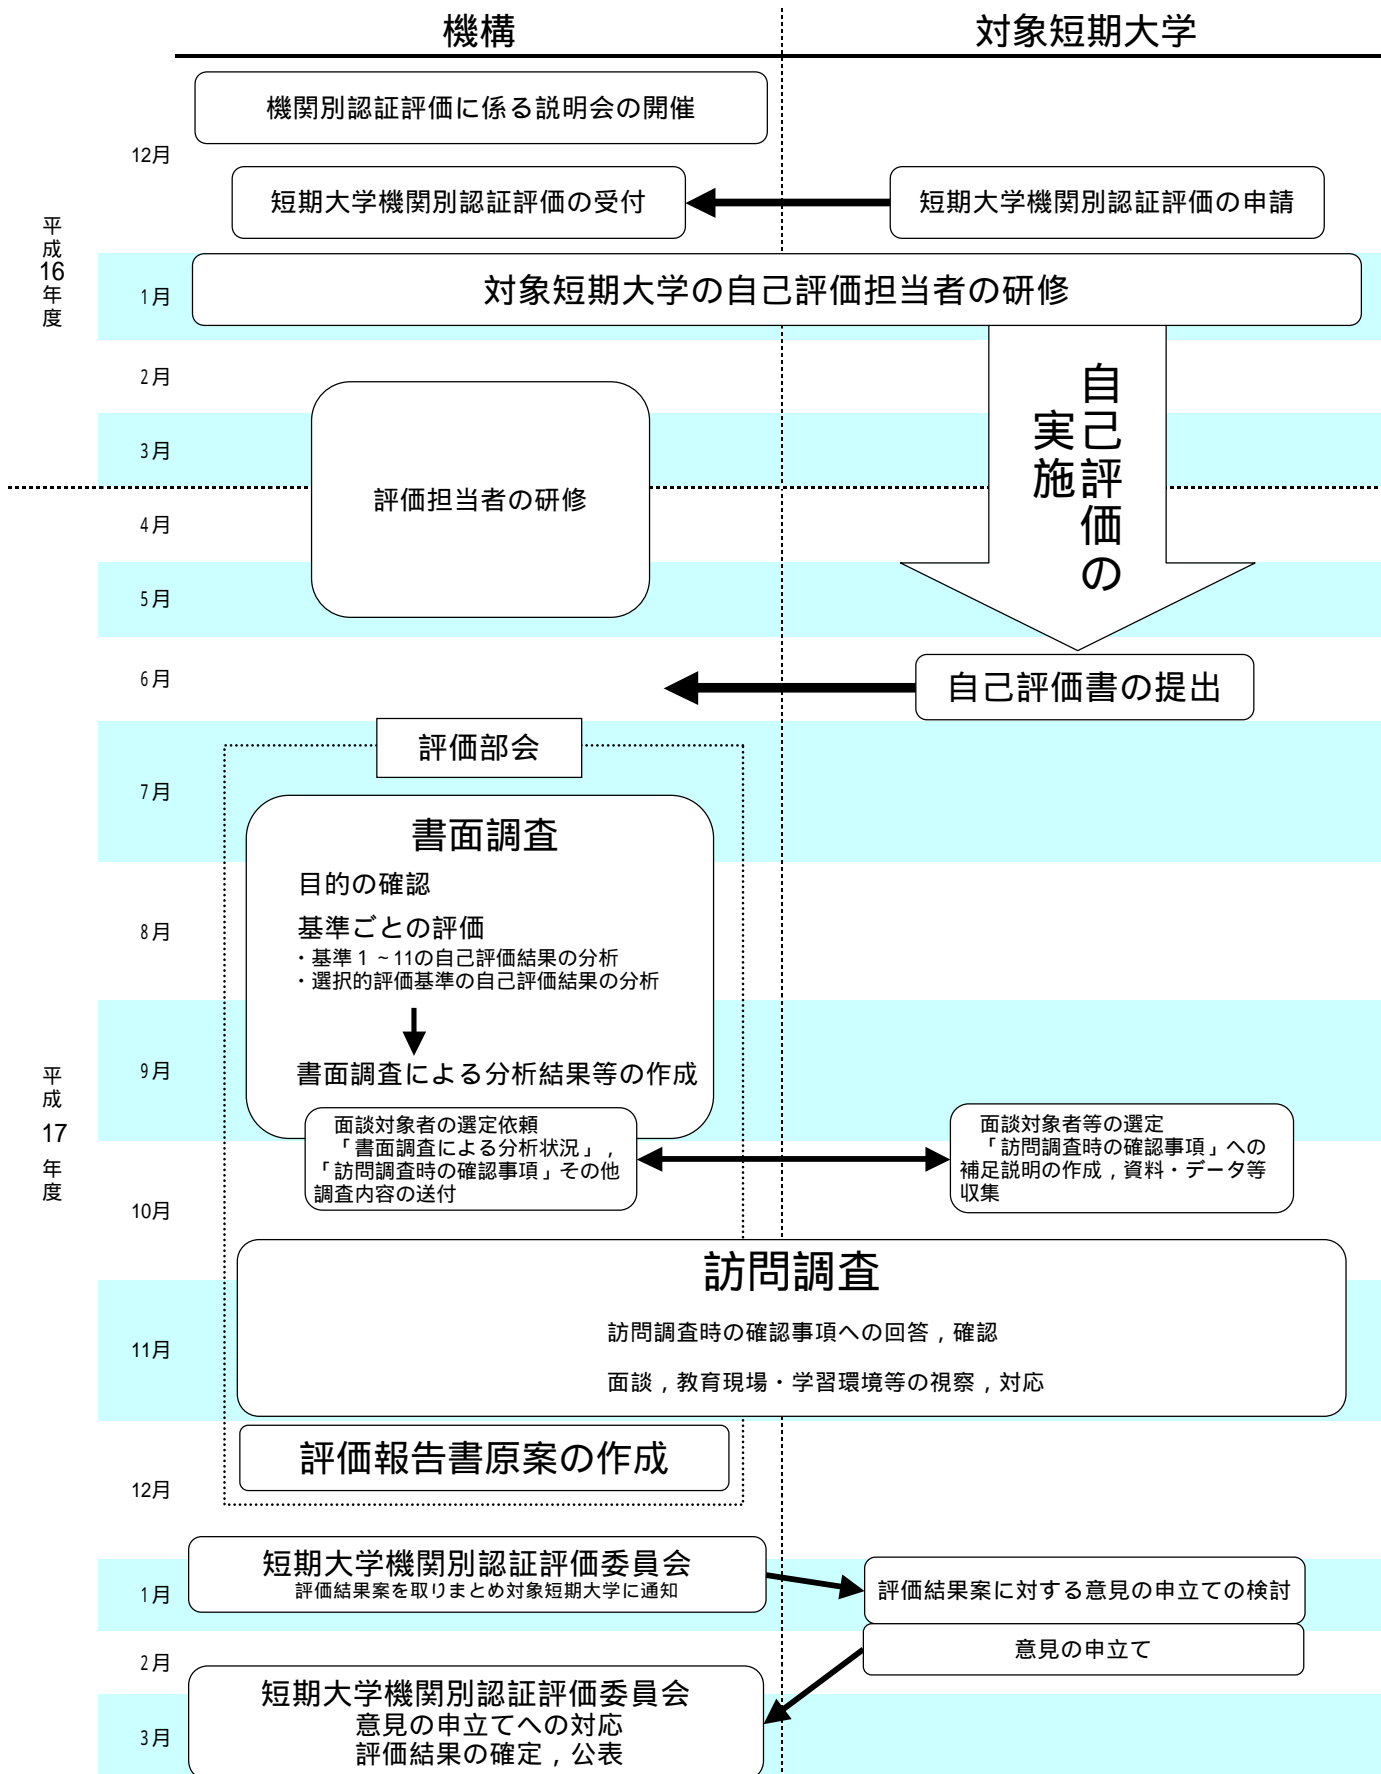 機構
対象短期大学
機関別認証評価に係る説明会の開催
12月
短期大学機関別認証評価の受付
短期大学機関別認証評価の申請
平成16年度
1月
対象短期大学の自己評価担当者の研修
2月
自己評価の
実施
3月
評価担当者の研修
4月
5月
6月
自己評価書の提出
評価部会
7月
書面調査
目的の確認
8月
基準ごとの評価
・基準1~11の自己評価結果の分析
・選択的評価基準の自己評価結果の分析
平成17年度
9月
書面調査による分析結果等の作成
面談対象者の選定依頼
「書面調査による分析状況」,
「訪問調査時の確認事項」その他
調査内容の送付
面談対象者等の選定
「訪問調査時の確認事項」への
補足説明の作成,資料・データ等
収集
10月
訪問調査
訪問調査時の確認事項への回答,確認
11月
面談,教育現場・学習環境等の視察,対応
評価報告書原案の作成
12月
短期大学機関別認証評価委員会
評価結果案を取りまとめ対象短期大学に通知
1月
評価結果案に対する意見の申立ての検討
意見の申立て
2月
短期大学機関別認証評価委員会
意見の申立てへの対応
3月
評価結果の確定,公表